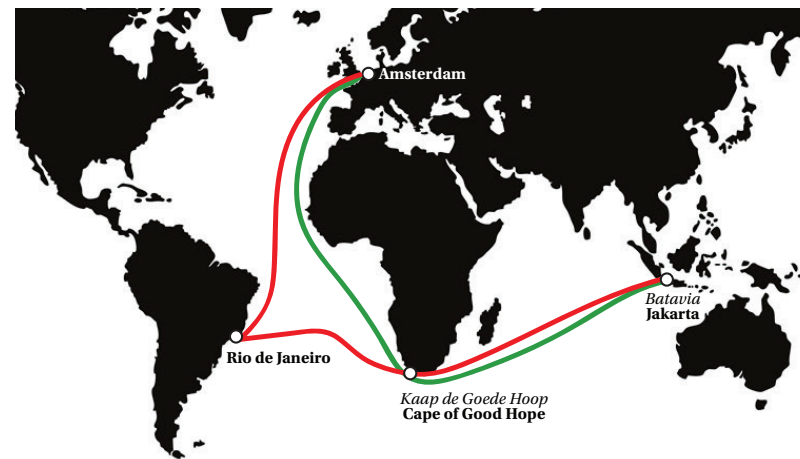 Amsterdam
Batavia
Jakarta
Rio de Janeiro
Kaap de Goede Hoop
Cape of Good Hope